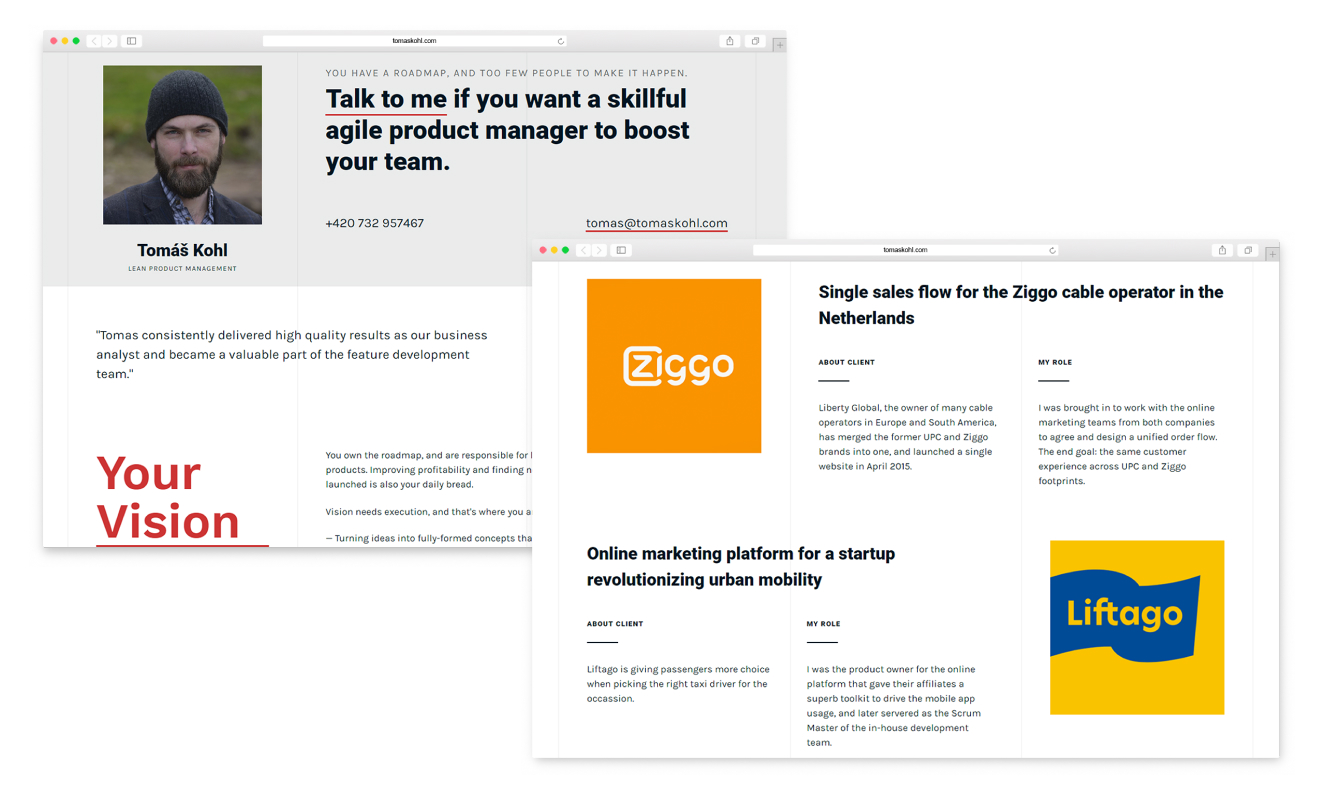 tomaskohl.com
YOU HAVE A ROADMAP, AND TOO FEW PEOPLE TO MAKE IT HAPPEN.
Talk to me if you want a skillful
agile product manager to boost
your team.
+420 732 957467
tomas@tomaskohl.com
Tomáš Kohl
LEAN PRODUCT MANAGEMENT
"Tomas consistently delivered high quality results as our business
analyst and became a valuable part of the feature development
team."
Your
Vision
You own the roadmap, and are responsible for
products. Improving profitability and finding
launched is also your daily bread.
Vision needs execution, and that's where you
— Turning ideas into fully-formed concepts
tomaskohl.com
ziggo
Single sales flow for the Ziggo cable operator in the
Netherlands
ABOUT CLIENT
Liberty Global, the owner of many cable
operators in Europe and South America,
has merged the former UPC and Ziggo
brands into one, and launched a single
website in April 2015.
MY ROLE
I was brought in to work with the online
marketing teams from both companies
to agree and design a unified order flow.
The end goal: the same customer
experience across UPC and Ziggo
footprints.
Online marketing platform for a startup
revolutionizing urban mobility
ABOUT CLIENT
Liftago is giving passengers more choice
when picking the right taxi driver for the
occassion.
MY ROLE
I was the product owner for the online
platform that gave their affiliates a
superb toolkit to drive the mobile app
usage, and later servered as the Scrum
Master of the in-house development
team.
Liftago